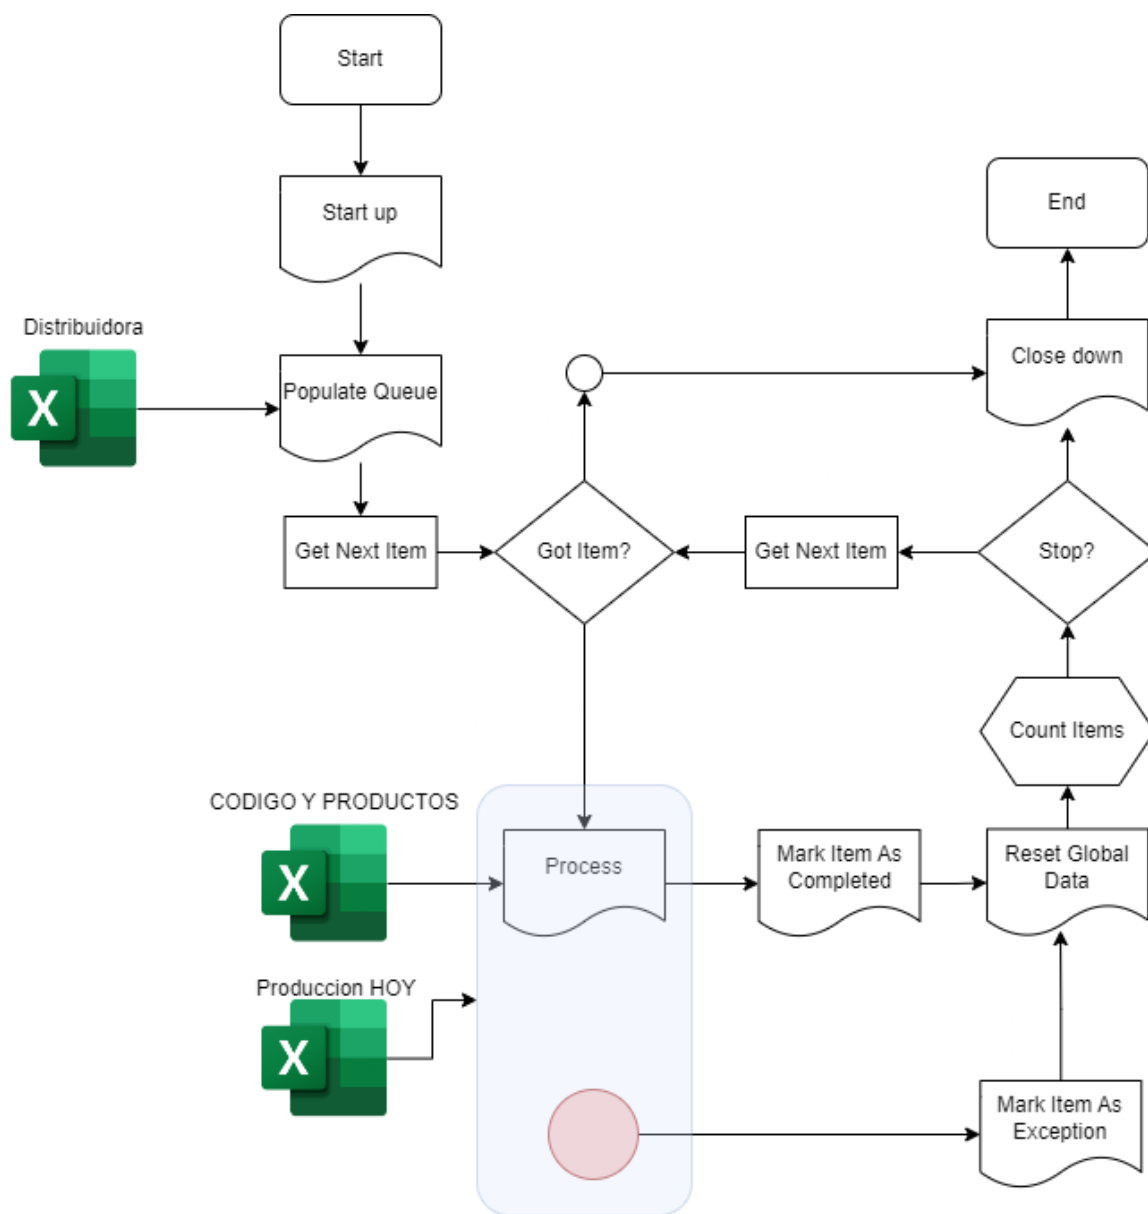 Start
Start up
End
Distribuidora
Close down
X
Populate Queue
Get Next Item
Got Item?
Get Next Item
Stop?
Count Items
CODIGO Y PRODUCTOS
X
Process
Mark Item As
Completed
Reset Global
Data
Produccion HOY
X
Mark Item As
Exception